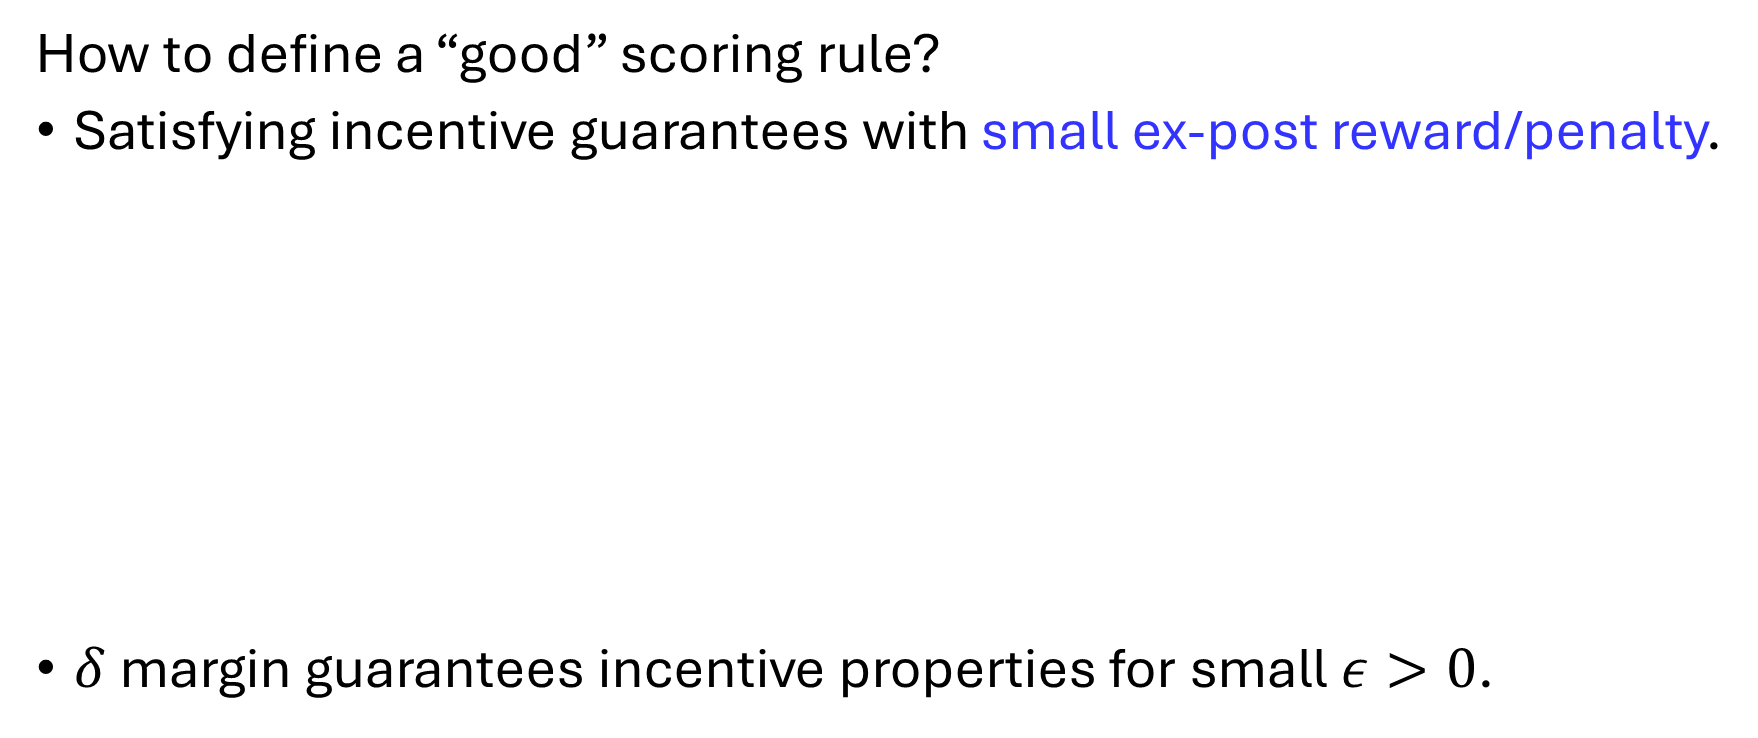 How to define a “good” scoring rule?
• Satisfying incentive guarantees with small ex-post reward/penalty.
• δ margin guarantees incentive properties for small ϵ > 0.